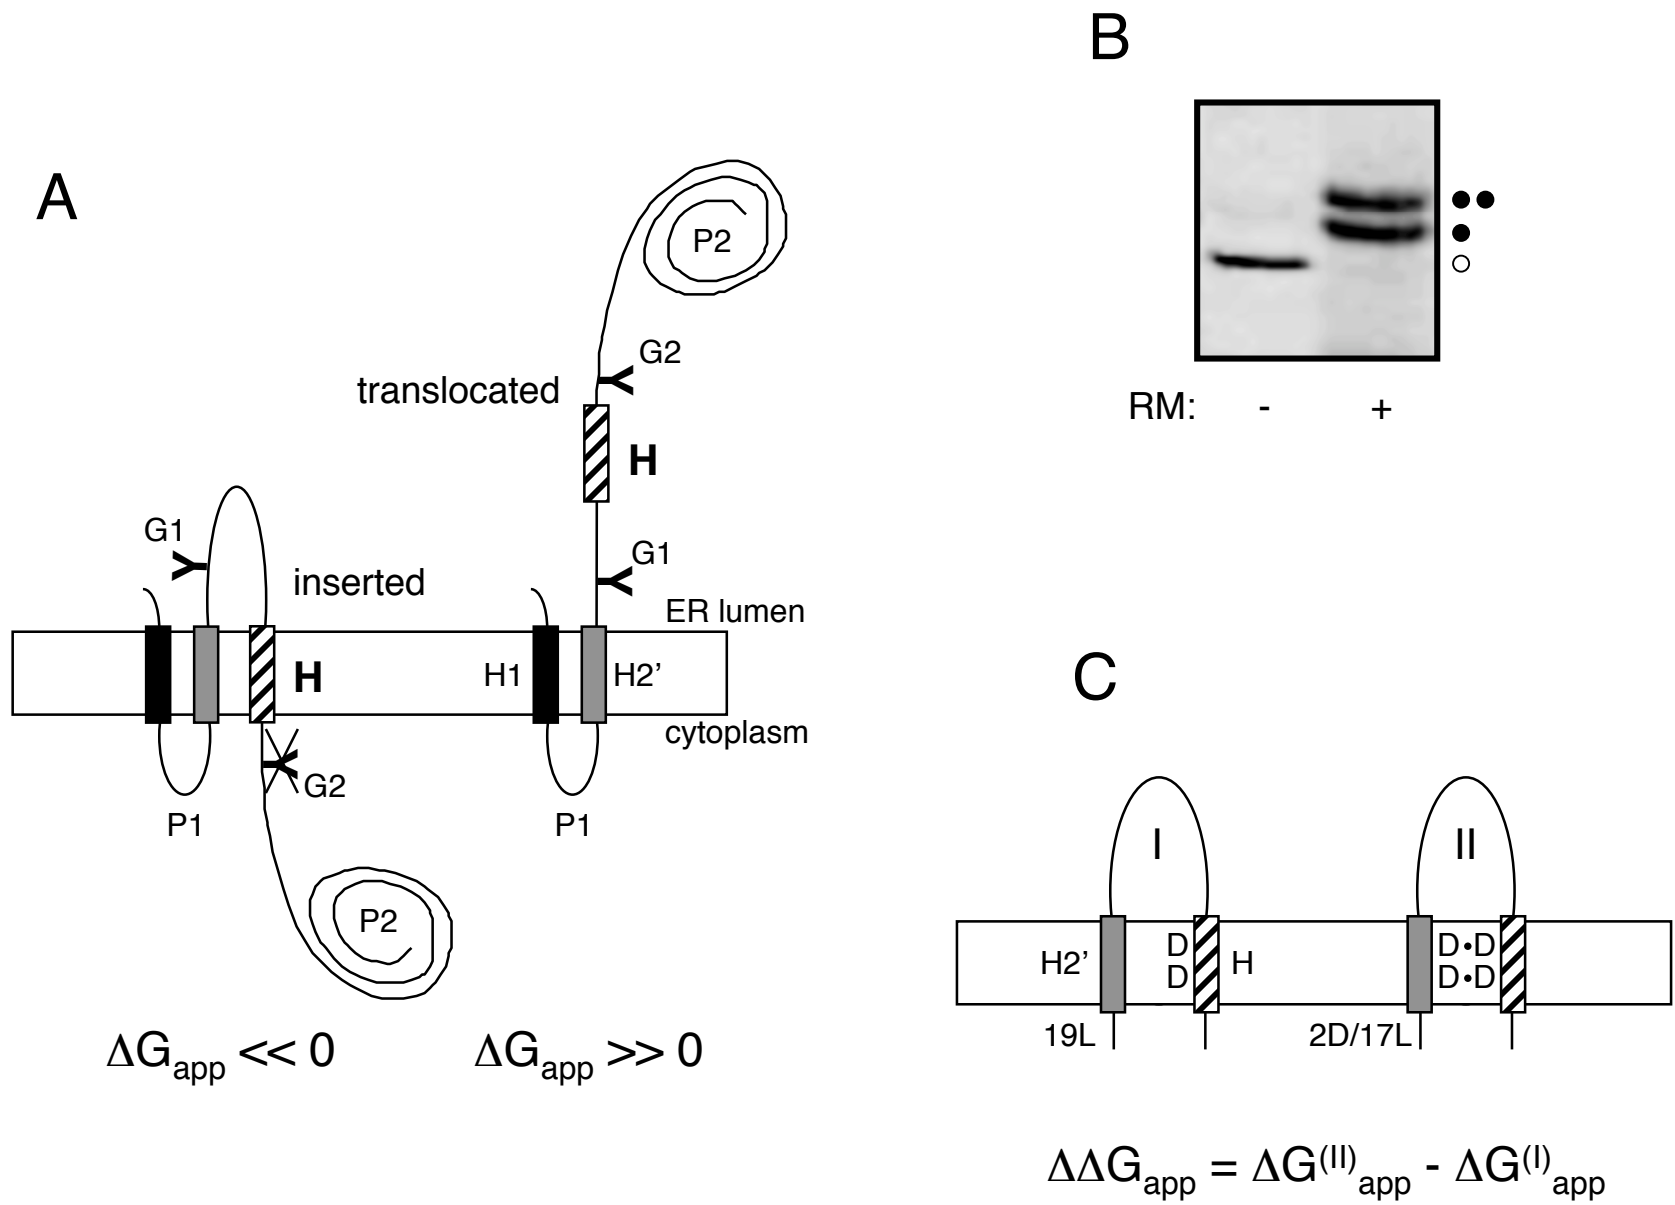 A
P2
G2
translocated
H
G1
G1
inserted
ER lumen
H
H1
H2’
cytoplasm
G2
P1
P1
P2
ΔGapp << 0
ΔGapp >> 0
B
RM: - +
C
I
II
H2’
D
D
H
D•D
D•D
19L
2D/17L
ΔΔGapp = ΔG(II)app - ΔG(I)app